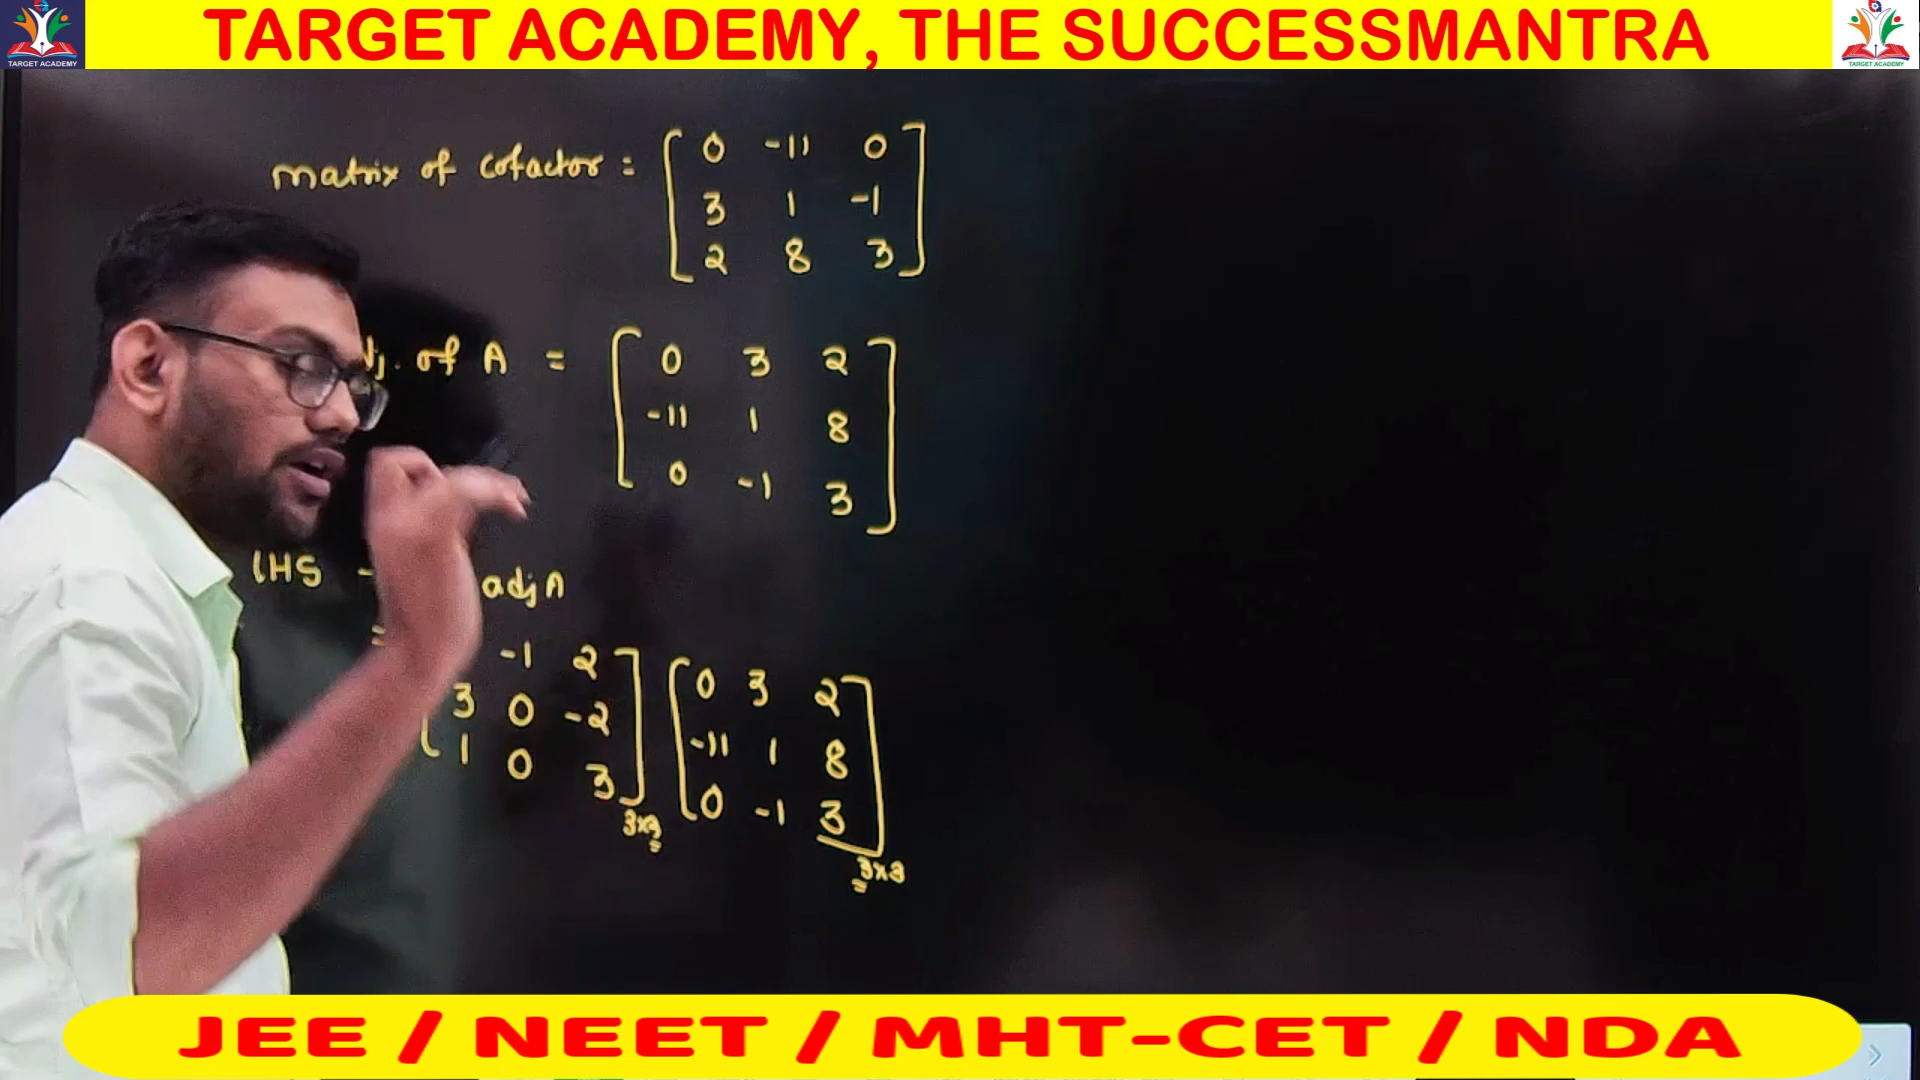 TARGET ACADEMY, THE SUCCESSMANTRA
TARGET ACADEMY
TARGET ACADEMY
matrix of cofactor = [ 0 -11 0
3 1 -1
2 8 3 ]
of A = [ 0 3 2
-11 1 8
0 -1 3 ]
LHS - adj A
= -1 2 ] [ 0 3 2
3 0 -2 -11 1 8
1 0 3 ] 0 -1 3 ]
3x3 3x3
JEE / NEET / MHT-CET / NDA